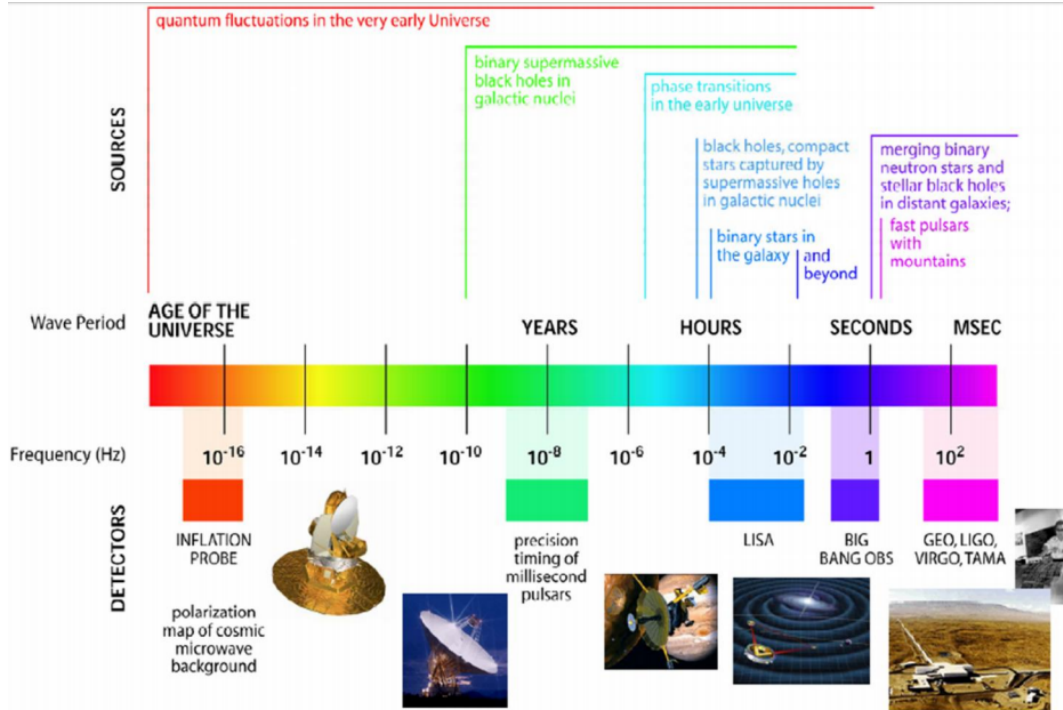 quantum fluctuations in the very early Universe
binary supermassive
black holes in
galactic nuclei
phase transitions
in the early universe
black holes, compact
stars captured by
supermassive holes
in galactic nuclei
merging binary
neutron stars and
stellar black holes
in distant galaxies;
binary stars in
the galaxy
and
beyond
fast pulsars
with
mountains
SOURCES
Wave Period
AGE OF THE
UNIVERSE
YEARS
HOURS
SECONDS
MSEC
Frequency (Hz)
10⁻¹⁶ 10⁻¹⁴ 10⁻¹² 10⁻¹⁰ 10⁻⁸ 10⁻⁶ 10⁻⁴ 10⁻² 1 10²
DETECTORS
INFLATION
PROBE
precision
timing of
millisecond
pulsars
LISA
BIG
BANG OBS
GEO, LIGO,
VIRGO, TAMA
polarization
map of cosmic
microwave
background